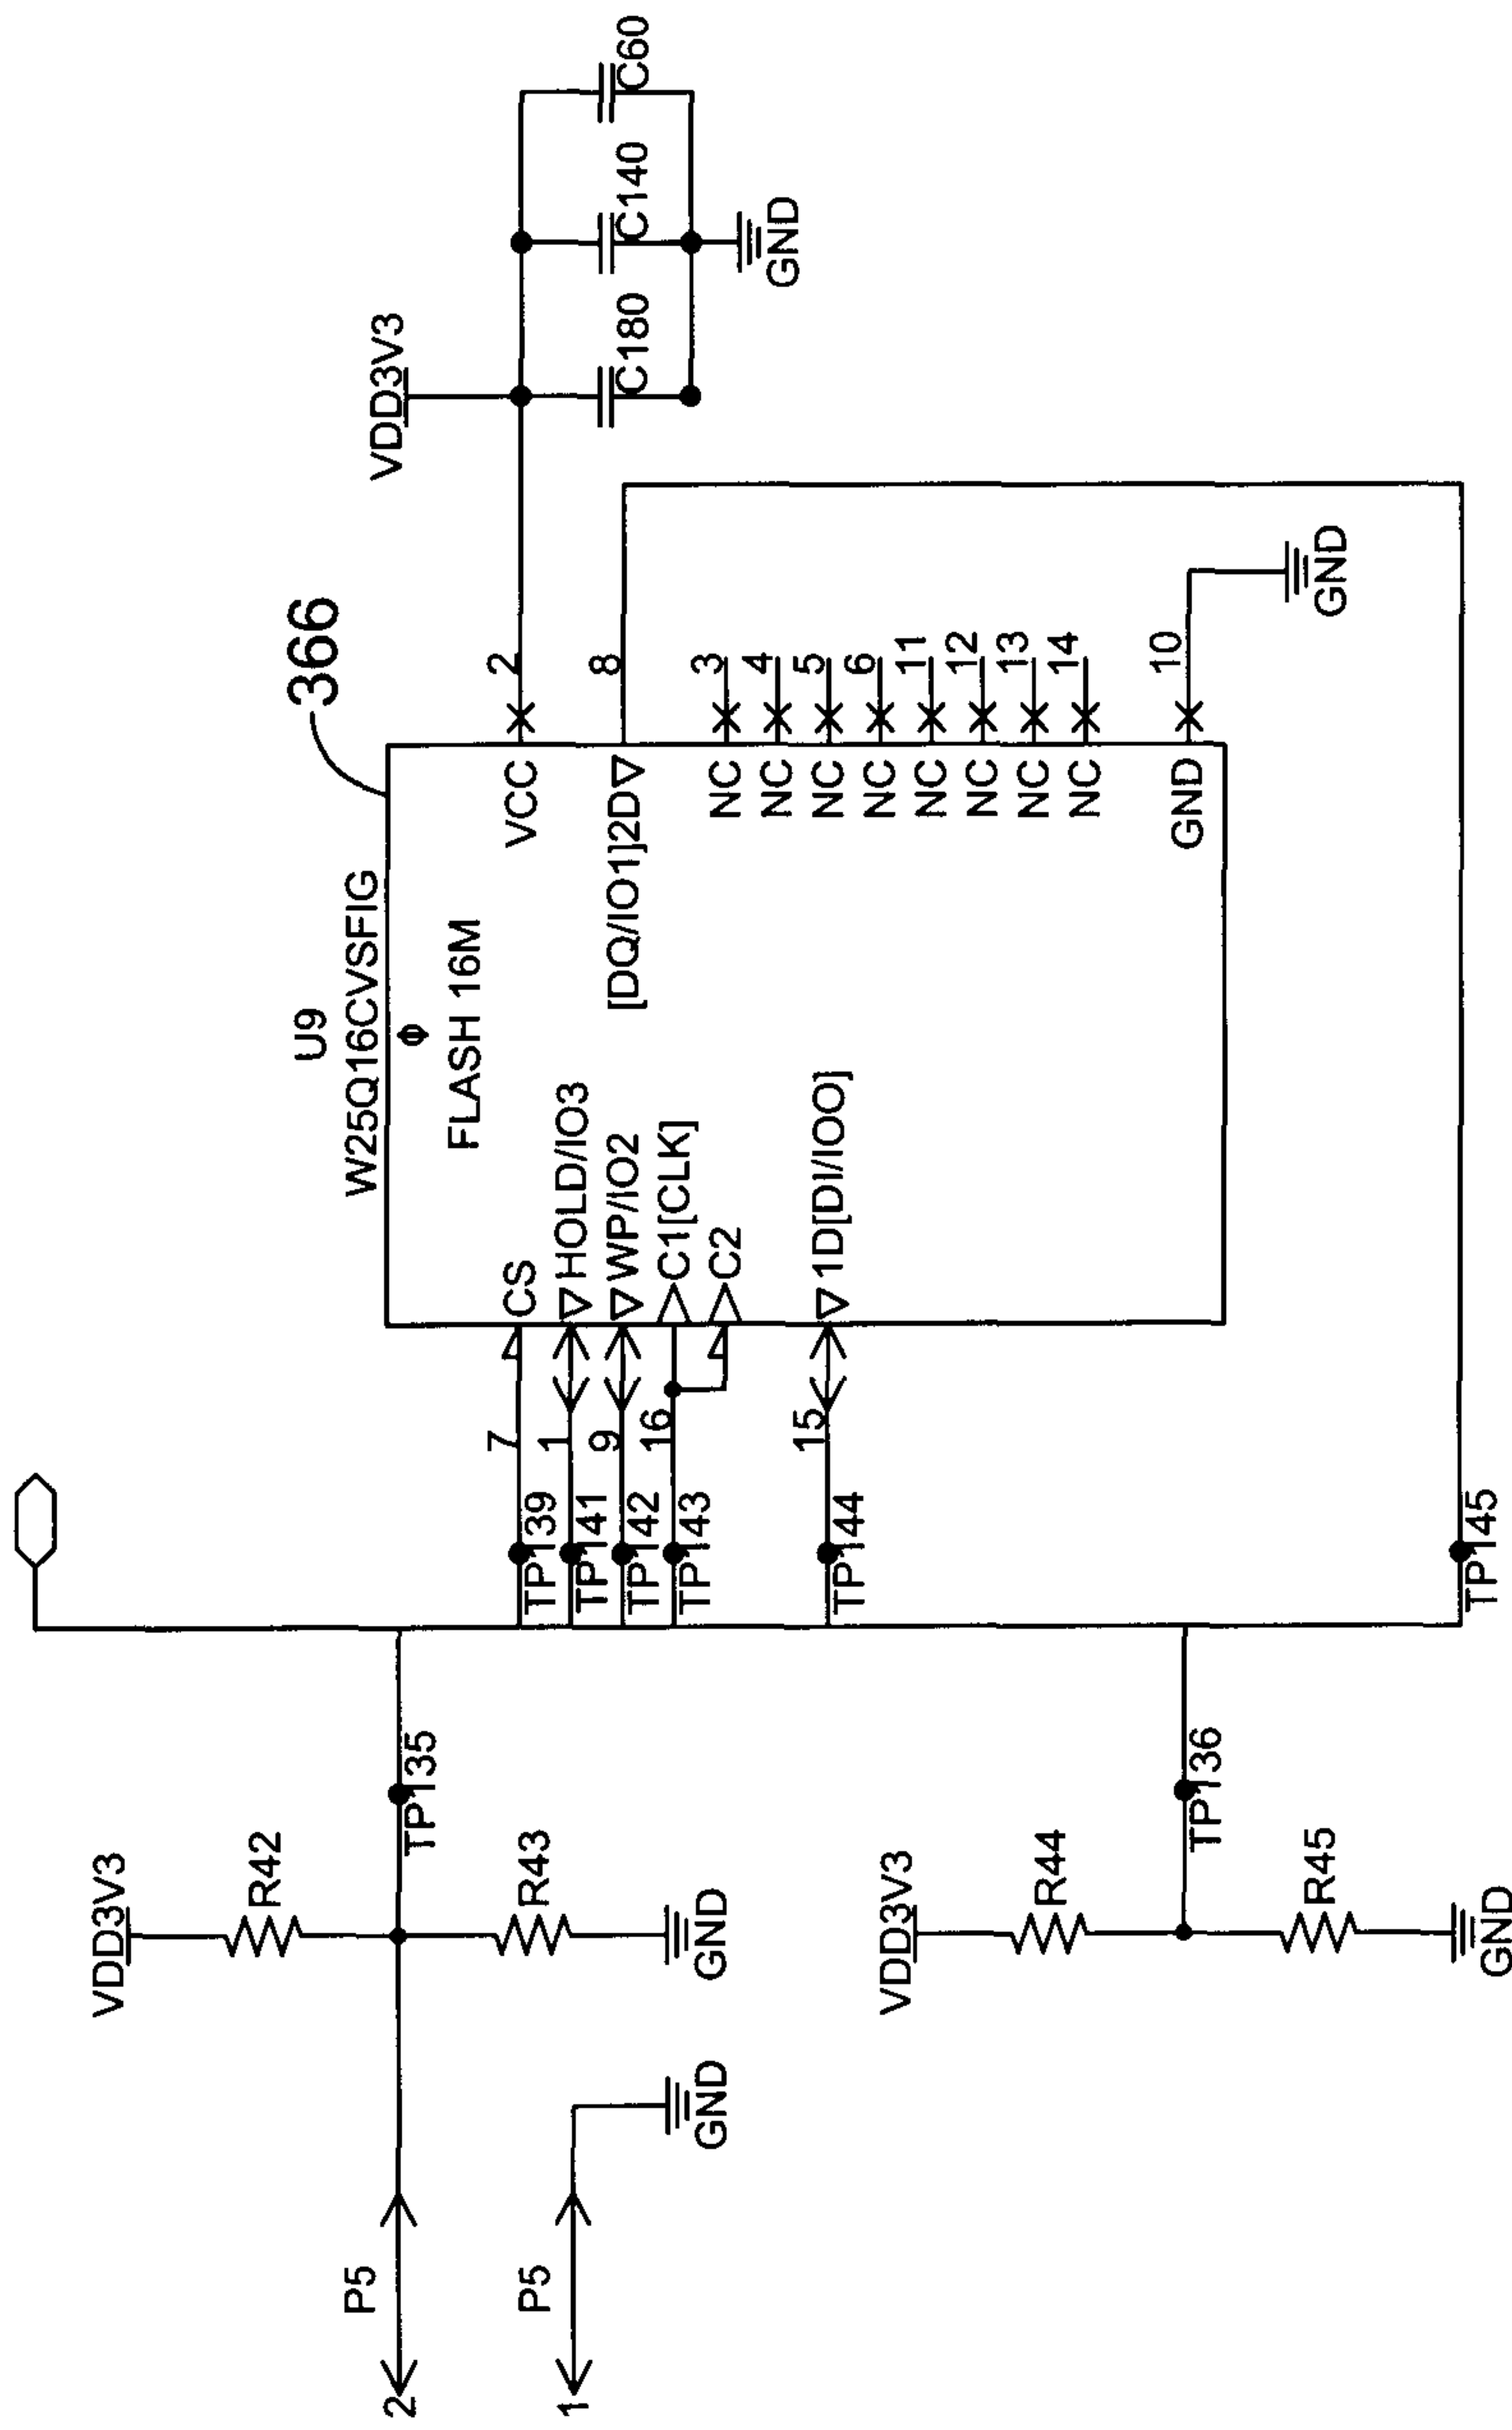 366
U9
W25Q16CVSFIG
Φ
FLASH 16M
VDD3V3
C180
C140
C60
GND
7
CS
VCC
2
TP139
1
HOLD/IO3
TP141
9
WP/IO2
[DQ/IO1]2D
8
TP142
16
C1[CLK]
TP143
C2
NC
3
NC
4
NC
5
15
1D[DI/IOO]
TP144
NC
6
NC
11
NC
12
NC
13
NC
14
GND
10
GND
TP145
VDD3V3
R42
TP135
R43
GND
P5
2
P5
1
GND
VDD3V3
R44
TP136
R45
GND